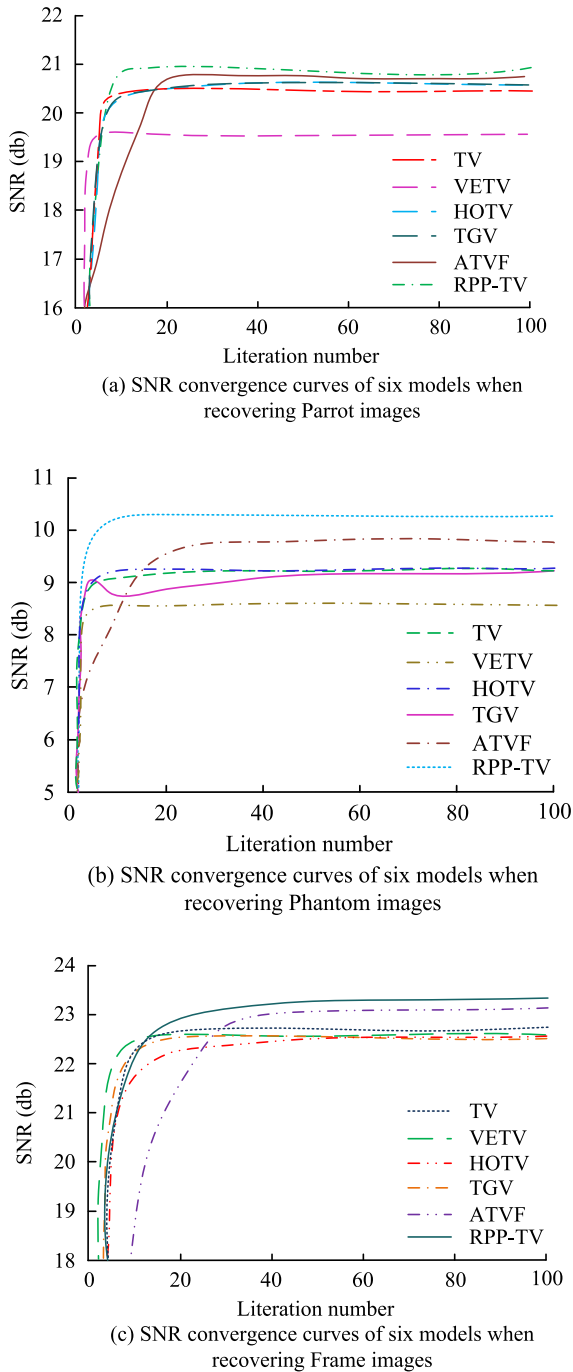 21
22
21
20
19
18
17
16
0
20
40
60
80
100
SNR (db)
TV
VETV
HOTV
TGV
ATVF
RPP-TV
Literation number
(a) SNR convergence curves of six models when
recovering Parrot images
11
10
9
8
7
6
5
0
20
40
60
80
100
SNR (db)
TV
VETV
HOTV
TGV
ATVF
RPP-TV
Literation number
(b) SNR convergence curves of six models when
recovering Phantom images
24
23
22
21
20
19
18
0
20
40
60
80
100
SNR (db)
TV
VETV
HOTV
TGV
ATVF
RPP-TV
Literation number
(c) SNR convergence curves of six models when
recovering Frame images